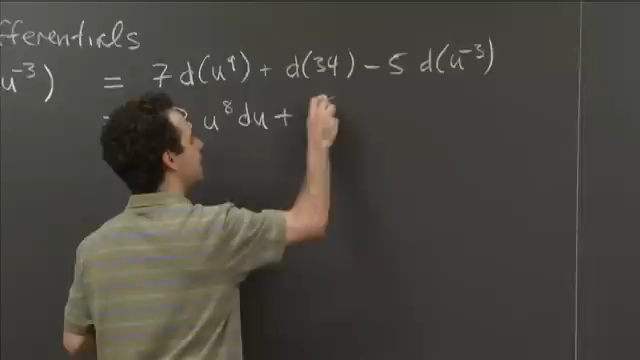 fferentials
u⁻³) = 7 d(u⁹) + d(34) − 5 d(u⁻³)
u⁸ du +